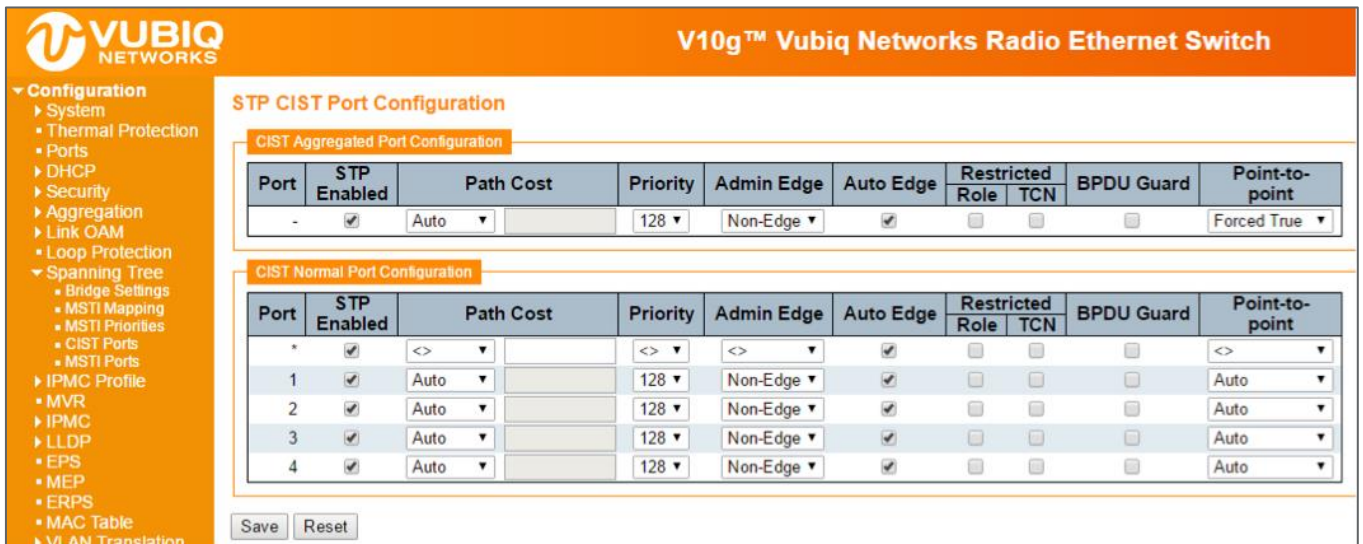 VUBIQ
NETWORKS
V10g™ Vubiq Networks Radio Ethernet Switch
Configuration
System
Thermal Protection
Ports
DHCP
Security
Aggregation
Link OAM
Loop Protection
Spanning Tree
Bridge Settings
MSTI Mapping
MSTI Priorities
CIST Ports
MSTI Ports
IPMC Profile
MVR
IPMC
LLDP
EPS
MEP
ERPS
MAC Table
VLAN Translation
STP CIST Port Configuration
CIST Aggregated Port Configuration
Port STP Enabled Path Cost Priority Admin Edge Auto Edge Restricted Role TCN BPDU Guard Point-to-point
- Auto 128 Non-Edge Forced True
CIST Normal Port Configuration
Port STP Enabled Path Cost Priority Admin Edge Auto Edge Restricted Role TCN BPDU Guard Point-to-point
* <> <> <> <>
1 Auto 128 Non-Edge Auto
2 Auto 128 Non-Edge Auto
3 Auto 128 Non-Edge Auto
4 Auto 128 Non-Edge Auto
Save Reset